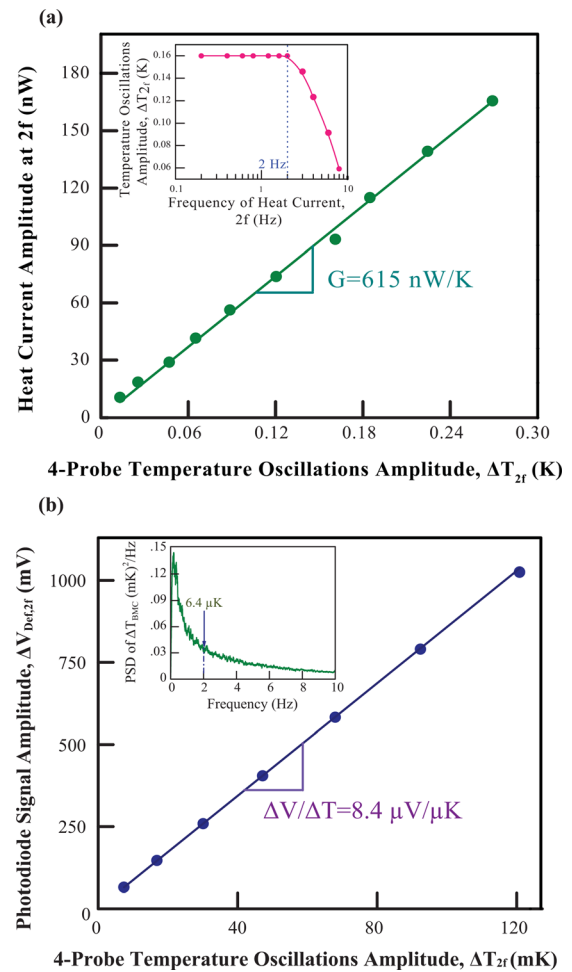 (a)
Heat Current Amplitude at 2f (nW)
180
150
120
90
60
30
0
0
0.06
0.12
0.18
0.24
0.30
4-Probe Temperature Oscillations Amplitude, ΔT2f (K)
G=615 nW/K
Temperature Oscillations
Amplitude, ΔT2f (K)
0.16
0.14
0.12
0.10
0.08
0.06
2 Hz
0.1
1
10
Frequency of Heat Current,
2f (Hz)
(b)
Photodiode Signal Amplitude, ΔVDef,2f (mV)
1000
750
500
250
0
0
40
80
120
4-Probe Temperature Oscillations Amplitude, ΔT2f (mK)
ΔV/ΔT=8.4 µV/µK
PSD of ΔTBMC (mK)²/Hz
.15
.12
.09
.06
.03
0
6.4 µK
0
2
4
6
8
10
Frequency (Hz)